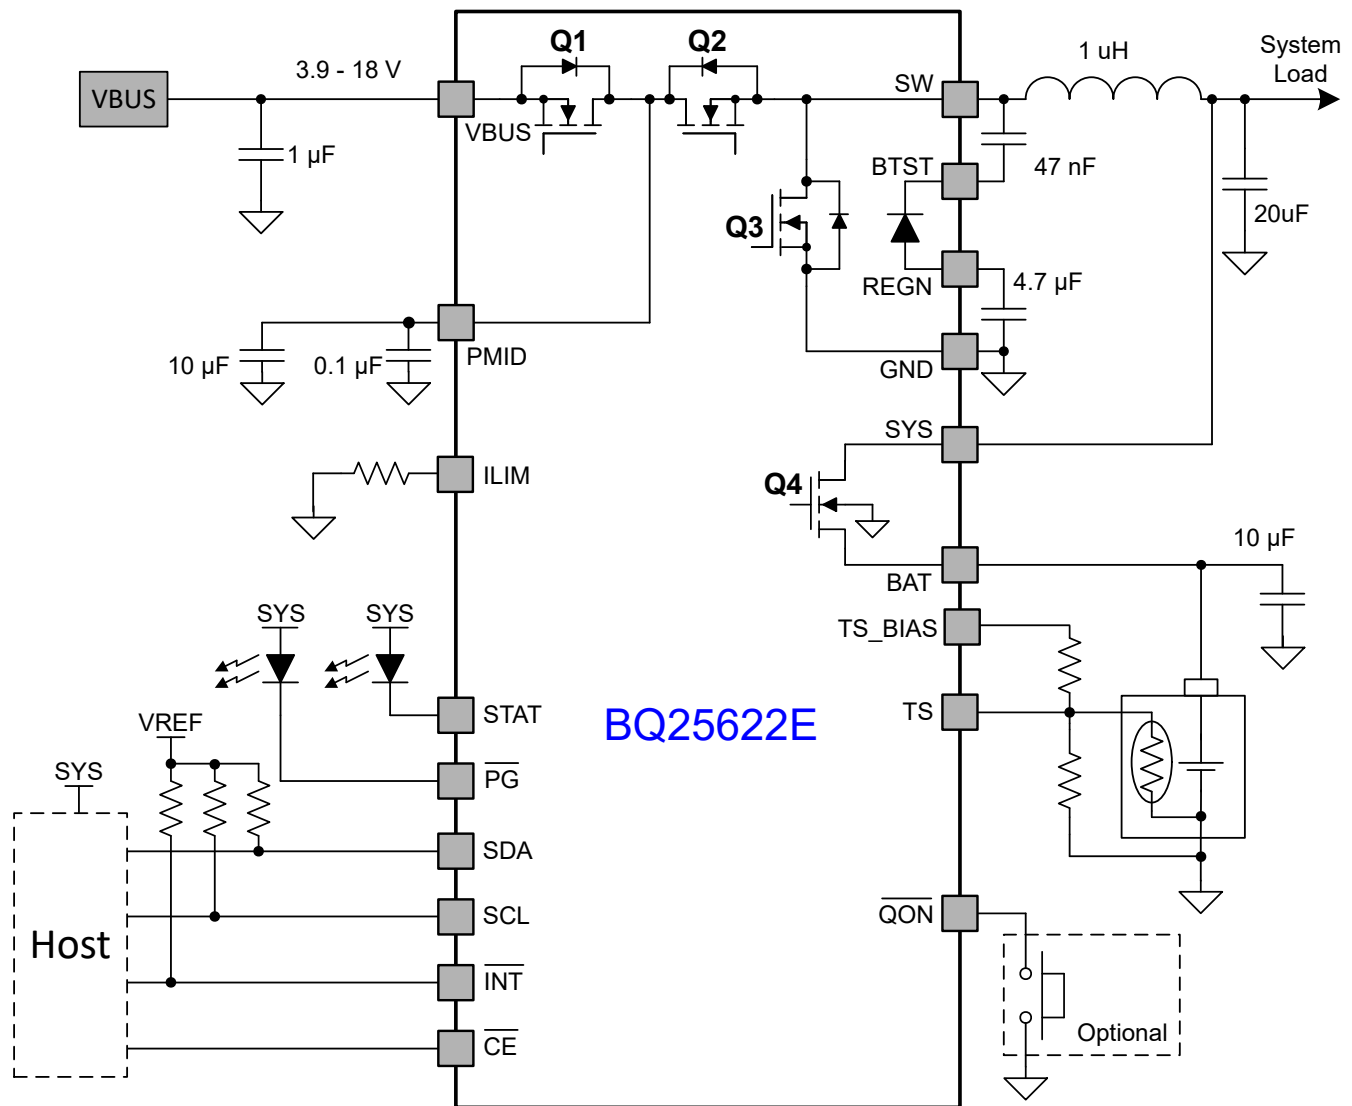 Q1
Q2
1 uH
System
Load
3.9 - 18 V
SW
VBUS
VBUS
1 µF
BTST
47 nF
20uF
Q3
REGN
4.7 µF
PMID
10 µF
0.1 µF
GND
SYS
ILIM
Q4
10 µF
BAT
SYS
SYS
TS_BIAS
STAT
BQ25622E
TS
VREF
PG
SYS
SDA
SCL
QON
Host
INT
Optional
CE